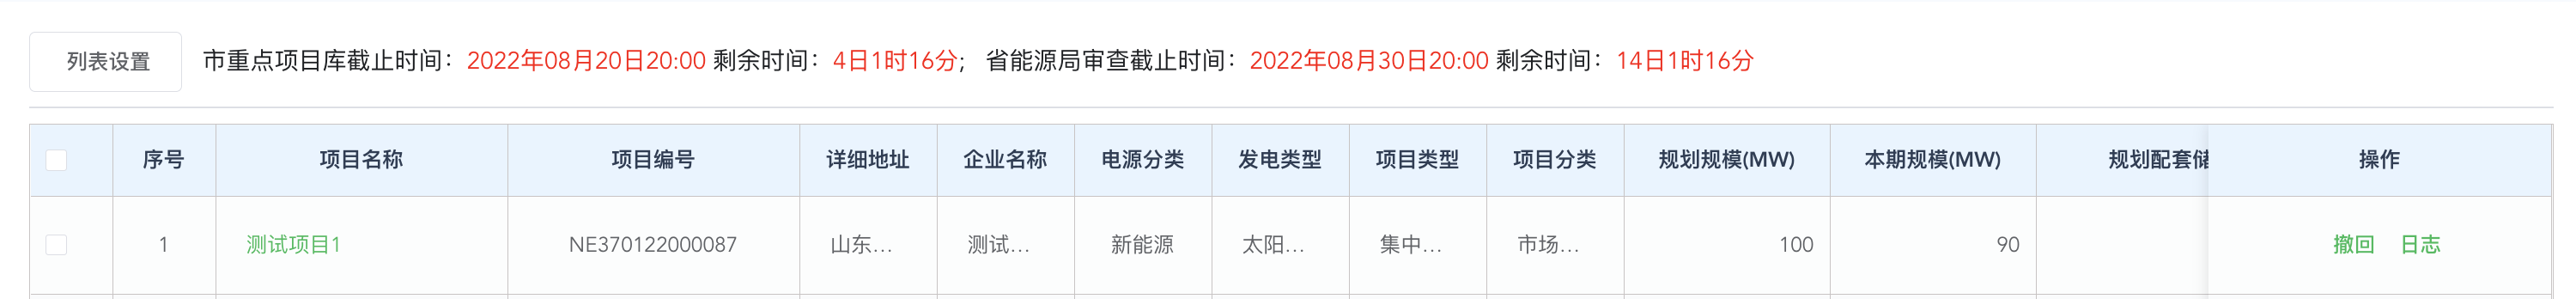 列表设置 市重点项目库截止时间：2022年08月20日20:00 剩余时间：4日1时16分； 省能源局审查截止时间：2022年08月30日20:00 剩余时间：14日1时16分
序号 项目名称 项目编号 详细地址 企业名称 电源分类 发电类型 项目类型 项目分类 规划规模(MW) 本期规模(MW) 规划配套储 操作
1 测试项目1 NE370122000087 山东... 测试... 新能源 太阳... 集中... 市场... 100 90 撤回 日志